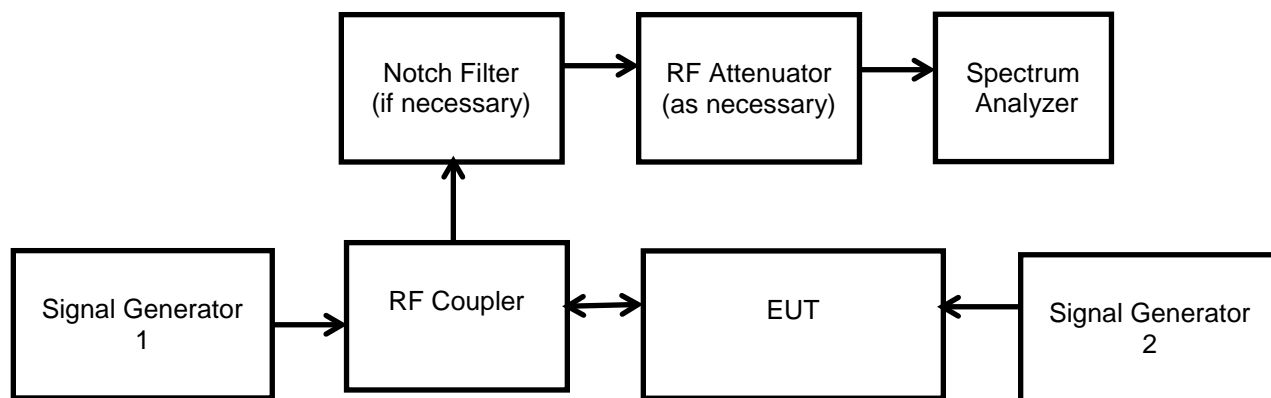 Notch Filter
(if necessary)
RF Attenuator
(as necessary)
Spectrum
Analyzer
Signal Generator
1
RF Coupler
EUT
Signal Generator
2